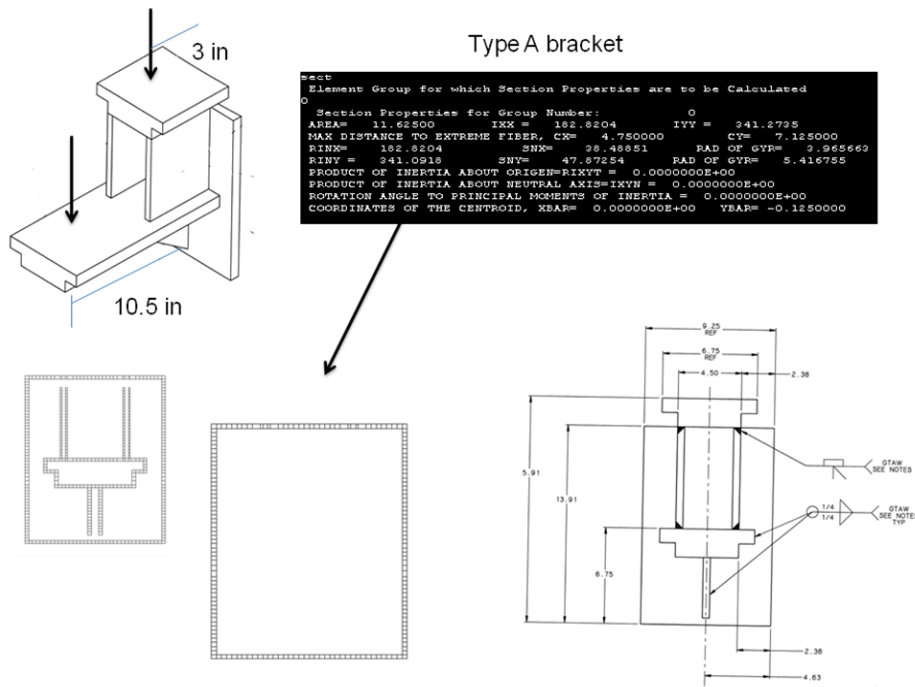 3 in
Type A bracket
sect
Element Group for which Section Properties are to be Calculated
0
Section Properties for Group Number: 0
AREA= 11.62500 IXX = 182.8204 IYY = 341.2735
MAX DISTANCE TO EXTREME FIBER, CX= 4.750000 CY= 7.125000
RINX= 182.8204 SNX= 38.48851 RAD OF GYR= 3.965663
RINY = 341.0918 SNY= 47.87254 RAD OF GYR= 5.416755
PRODUCT OF INERTIA ABOUT ORIGEN=RIXYT = 0.0000000E+00
PRODUCT OF INERTIA ABOUT NEUTRAL AXIS=IXYN = 0.0000000E+00
ROTATION ANGLE TO PRINCIPAL MOMENTS OF INERTIA = 0.0000000E+00
COORDINATES OF THE CENTROID, XBAR= 0.0000000E+00 YBAR= -0.1250000
10.5 in
9.25
REF
6.75
REF
4.50
2.38
5.91
13.91
6.75
GTAW
SEE NOTES
1/4
1/4
GTAW
SEE NOTES
TYP
2.38
4.63